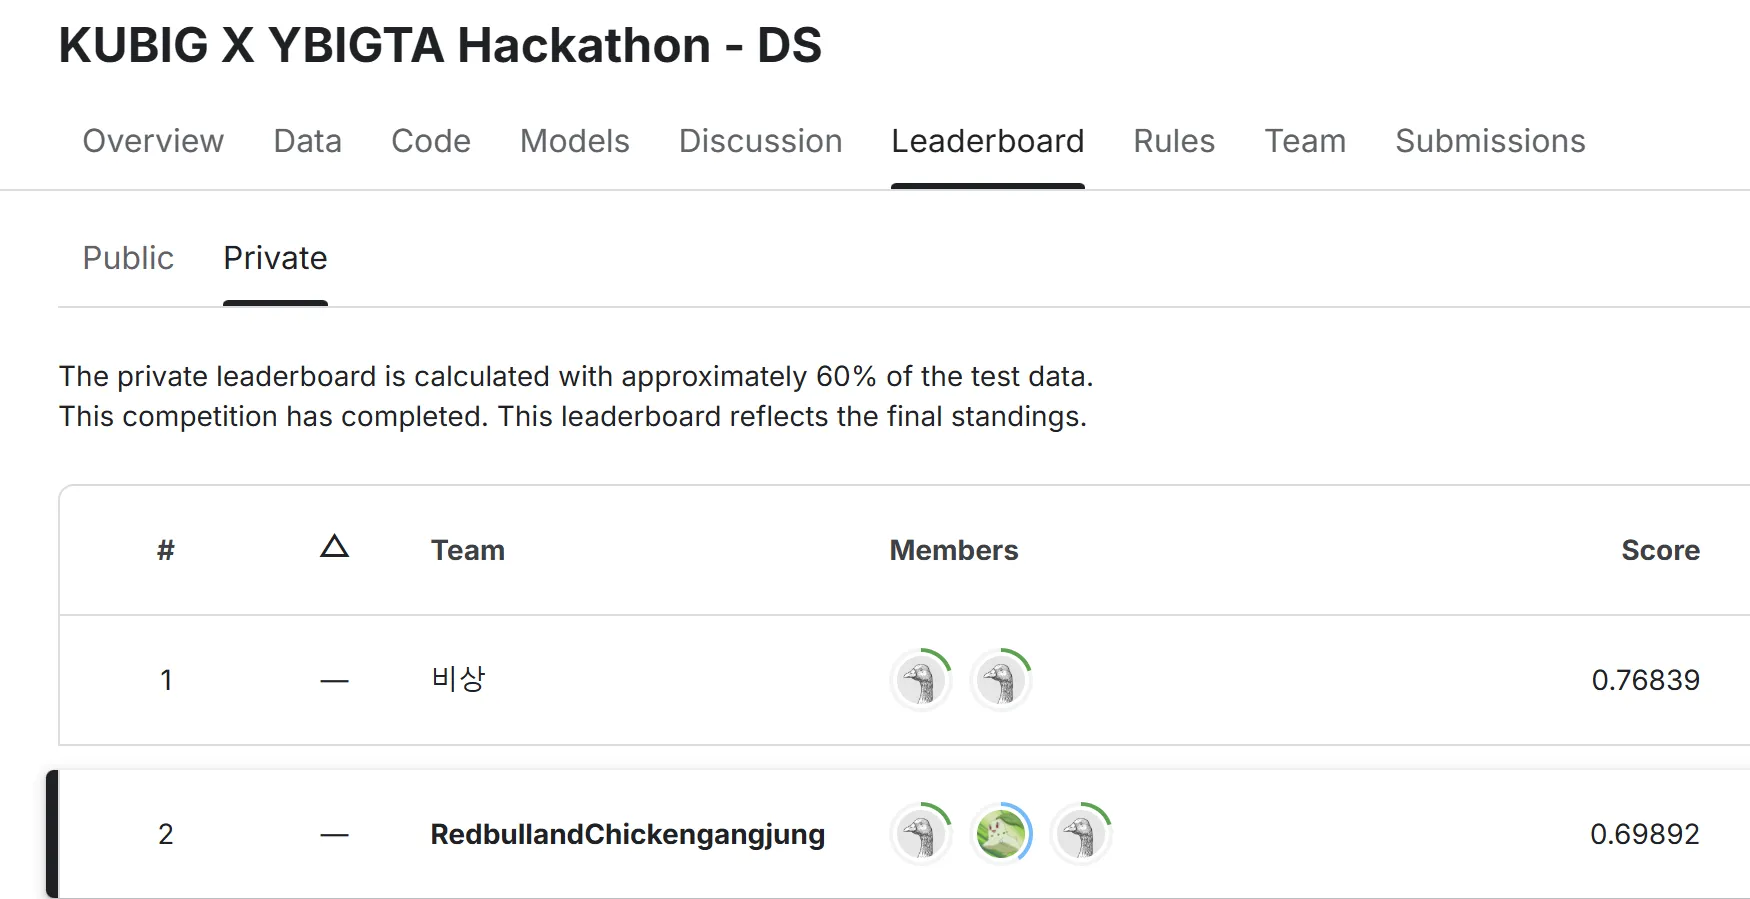 KUBIG X YBIGTA Hackathon - DS
Overview Data Code Models Discussion Leaderboard Rules Team Submissions
Public Private
The private leaderboard is calculated with approximately 60% of the test data.
This competition has completed. This leaderboard reflects the final standings.
# △ Team Members Score
1 — 비상 0.76839
2 — RedbullandChickengangjung 0.69892